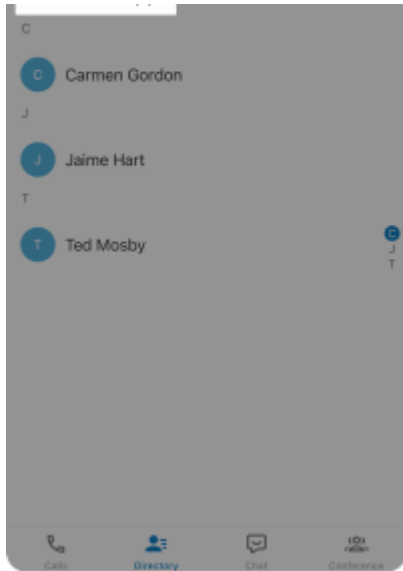 C
C Carmen Gordon
J
J Jaime Hart
T
T Ted Mosby
C
J
T
Calls Directory Chat Conference